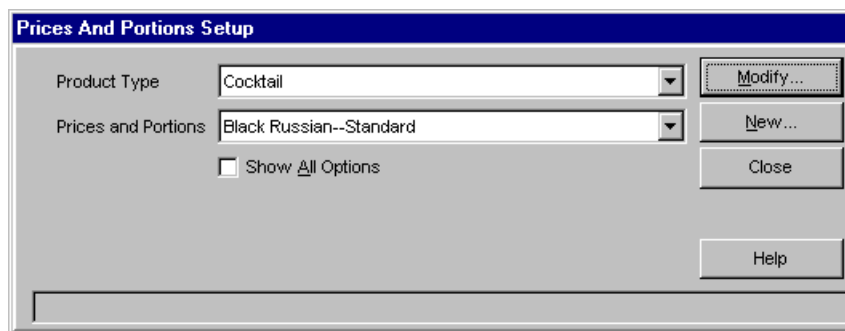 Prices And Portions Setup
Product Type Cocktail Modify...
Prices and Portions Black Russian--Standard New...
Show All Options Close
Help